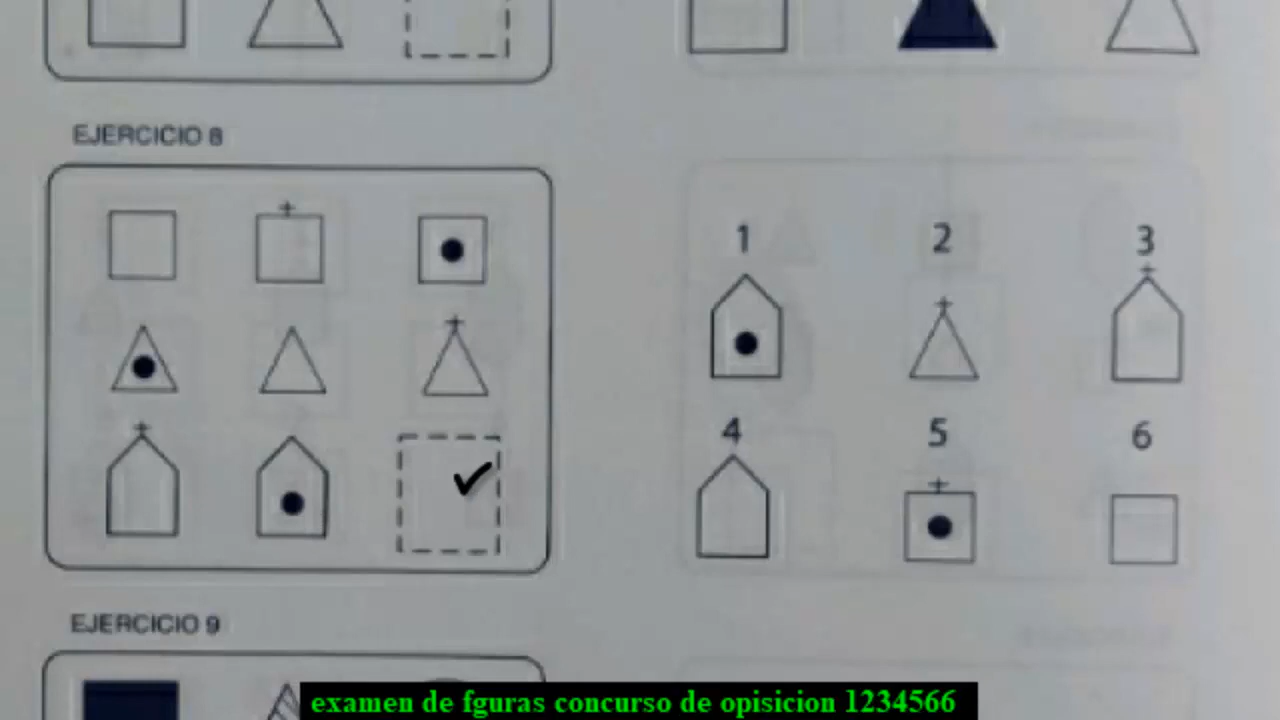 EJERCICIO 8
1 2 3
4 5 6
EJERCICIO 9
examen de fguras concurso de opisicion 1234566